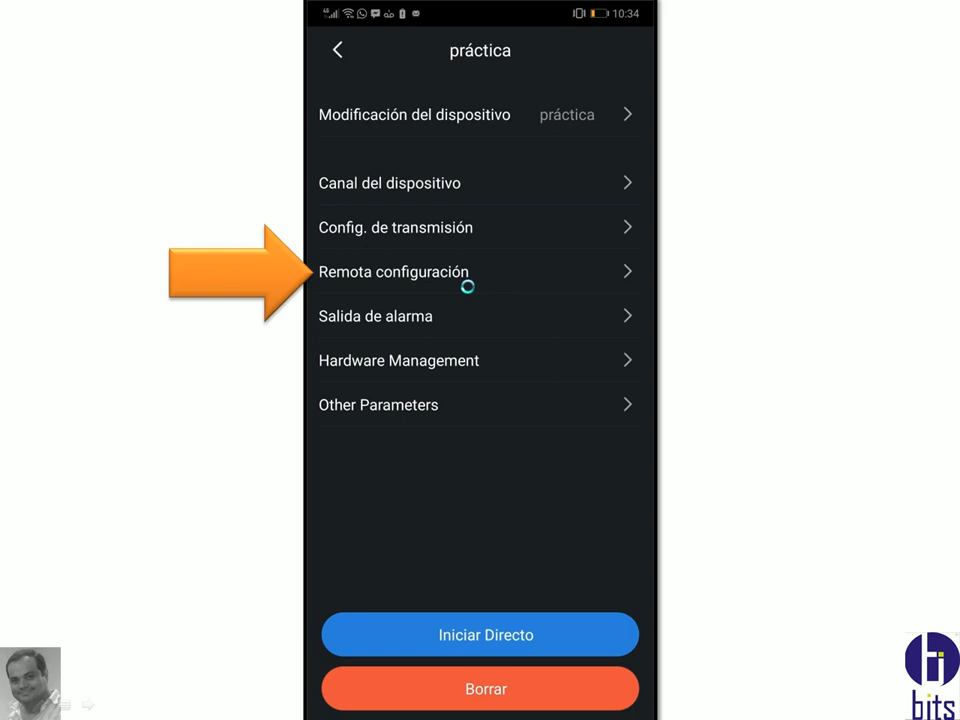 10:34
práctica
Modificación del dispositivo práctica
Canal del dispositivo
Config. de transmisión
Remota configuración
Salida de alarma
Hardware Management
Other Parameters
Iniciar Directo
Borrar
bits